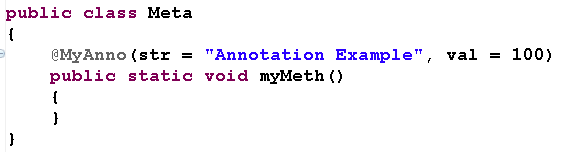 public class Meta
{
@MyAnno(str = "Annotation Example", val = 100)
public static void myMeth()
{
}
}